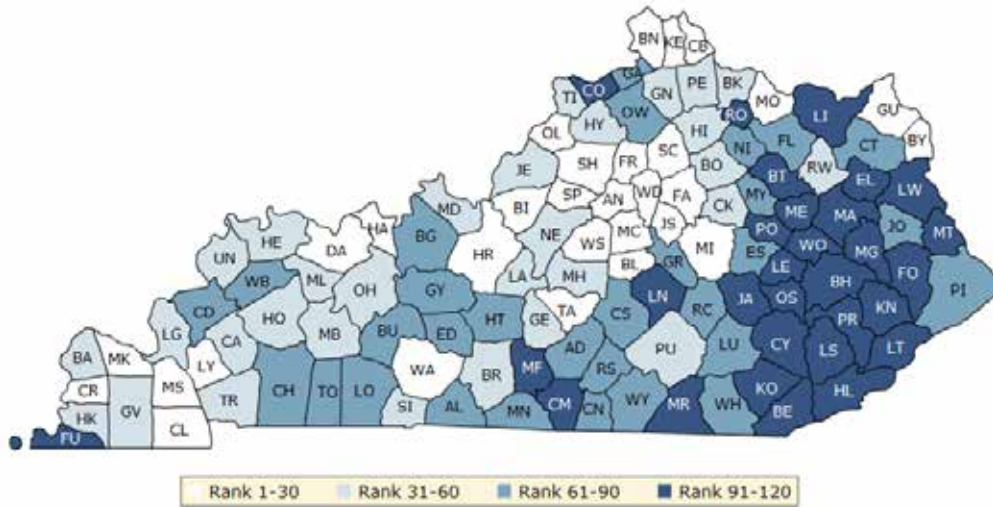 BN KE CB
GA
CO TI PE BK
GN MO LI GU
OW RO
HY HI FL CT BY
OL NI
SH FR SC BO RW
JE BT EL LW
SP AN WD FA MY
MD BI CK ME MA
JS PO JO MT
HA BG NE WS MC MI
HE DA HR ES WO MG
UN BL GR LE FO
LA MH BH PI
WB ML OH GY LN JA OS KN
TA PR
CD HO HT GE CS RC
LG CA MB BU ED LU CY LS LT
AD PU
BA MK LY WA BR MF RS KO HL
CR MS TR CH TO LO SI AL MN CM CN WY MR WH BE
HK GV
FU CL
Rank 1-30 Rank 31-60 Rank 61-90 Rank 91-120